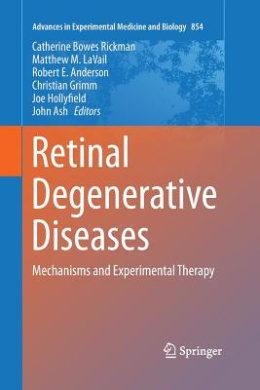 Advances in Experimental Medicine and Biology 854
Catherine Bowes Rickman
Matthew M. LaVail
Robert E. Anderson
Christian Grimm
Joe Hollyfield
John Ash Editors
Retinal
Degenerative
Diseases
Mechanisms and Experimental Therapy
Springer